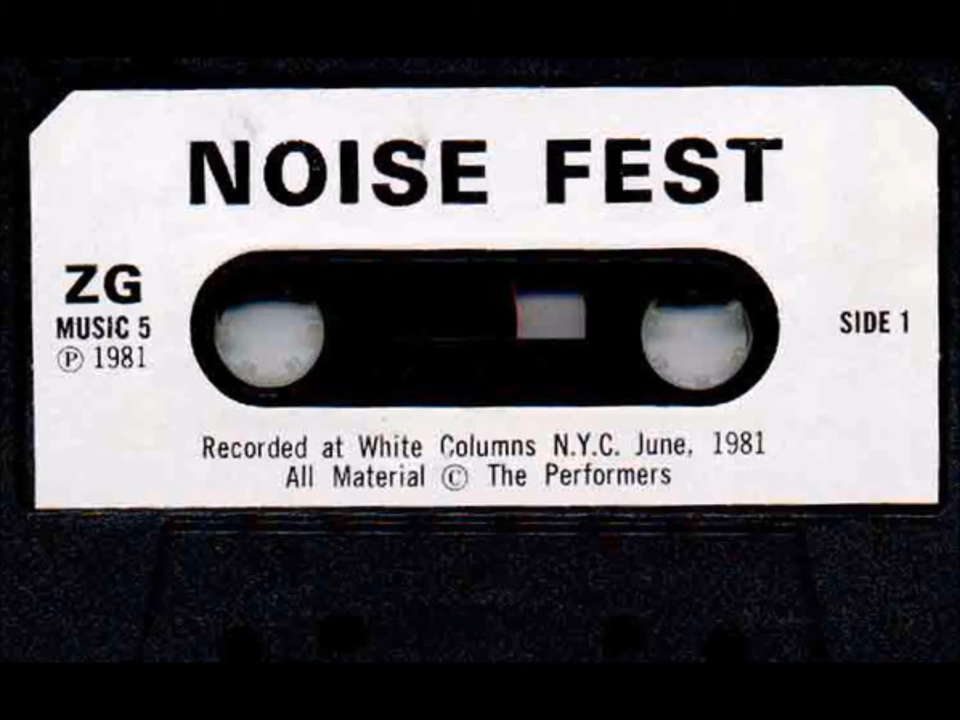 NOISE FEST
ZG
MUSIC 5
Ⓟ 1981
SIDE 1
Recorded at White Columns N.Y.C. June, 1981
All Material © The Performers